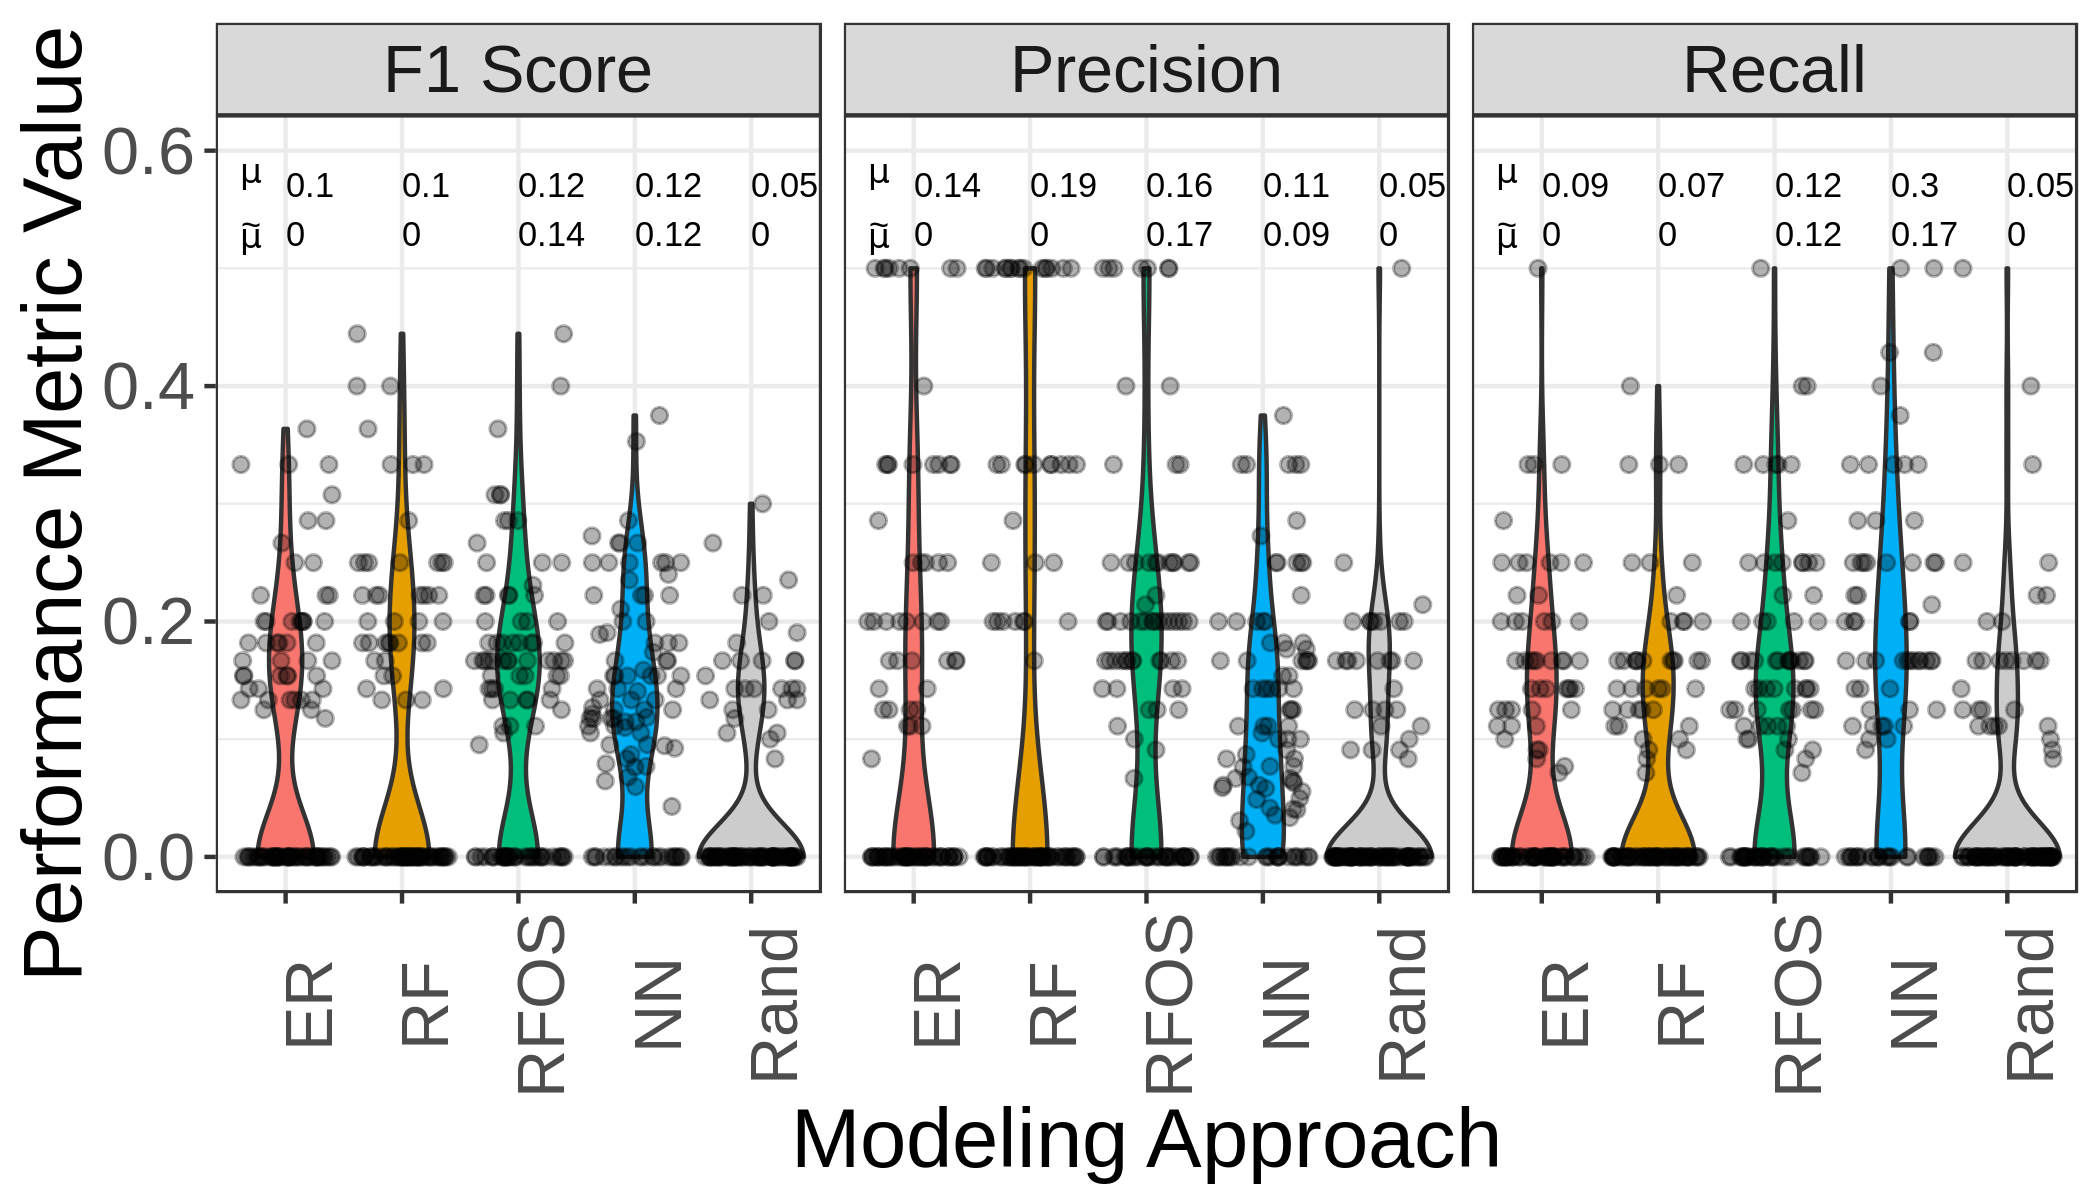 F1 Score Precision Recall
Performance Metric Value
0.6
0.4
0.2
0.0
μ 0.1 0.1 0.12 0.12 0.05
μ̃ 0 0 0.14 0.12 0
μ 0.14 0.19 0.16 0.11 0.05
μ̃ 0 0 0.17 0.09 0
μ 0.09 0.07 0.12 0.3 0.05
μ̃ 0 0 0.12 0.17 0
ER RF RFOS NN Rand
ER RF RFOS NN Rand
ER RF RFOS NN Rand
Modeling Approach